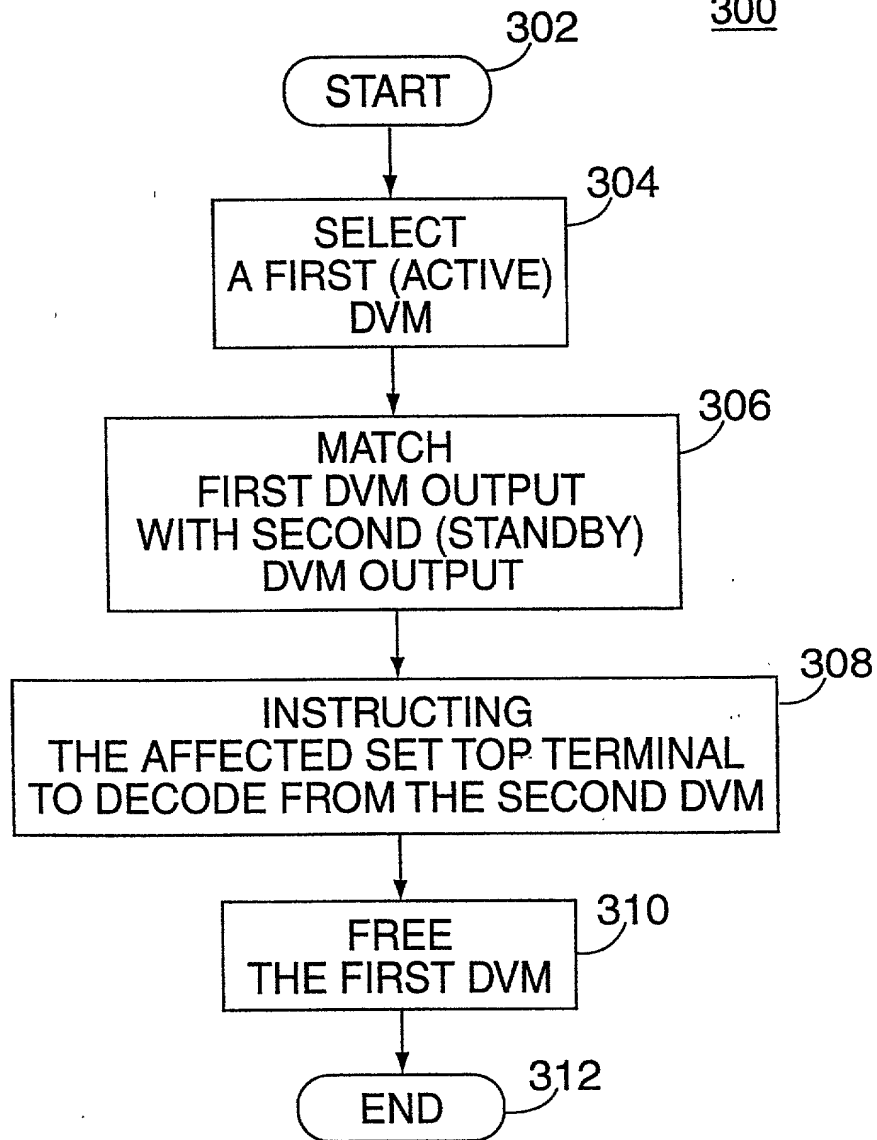 300
302
START
304
SELECT
A FIRST (ACTIVE)
DVM
306
MATCH
FIRST DVM OUTPUT
WITH SECOND (STANDBY)
DVM OUTPUT
308
INSTRUCTING
THE AFFECTED SET TOP TERMINAL
TO DECODE FROM THE SECOND DVM
310
FREE
THE FIRST DVM
312
END